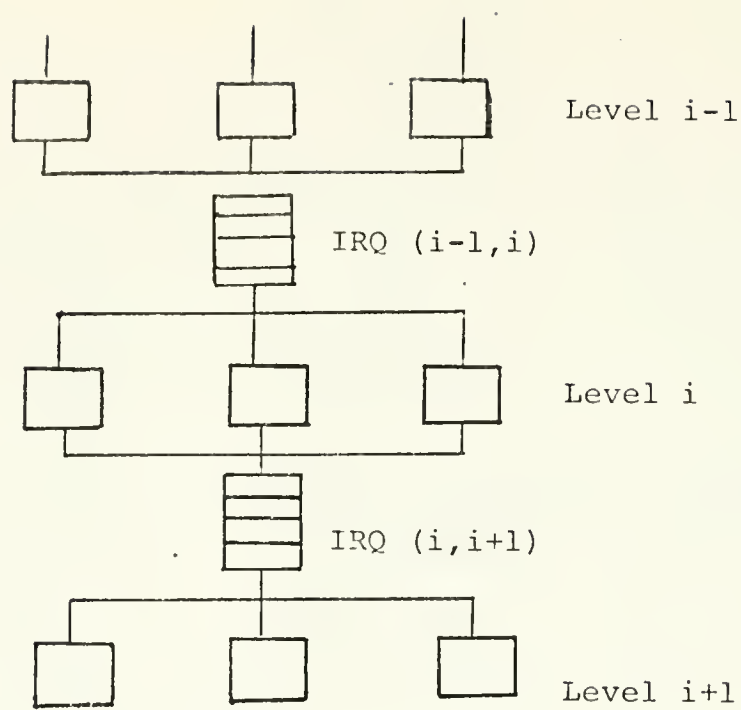 Level i-1
IRQ (i-1,i)
Level i
IRQ (i,i+1)
Level i+1